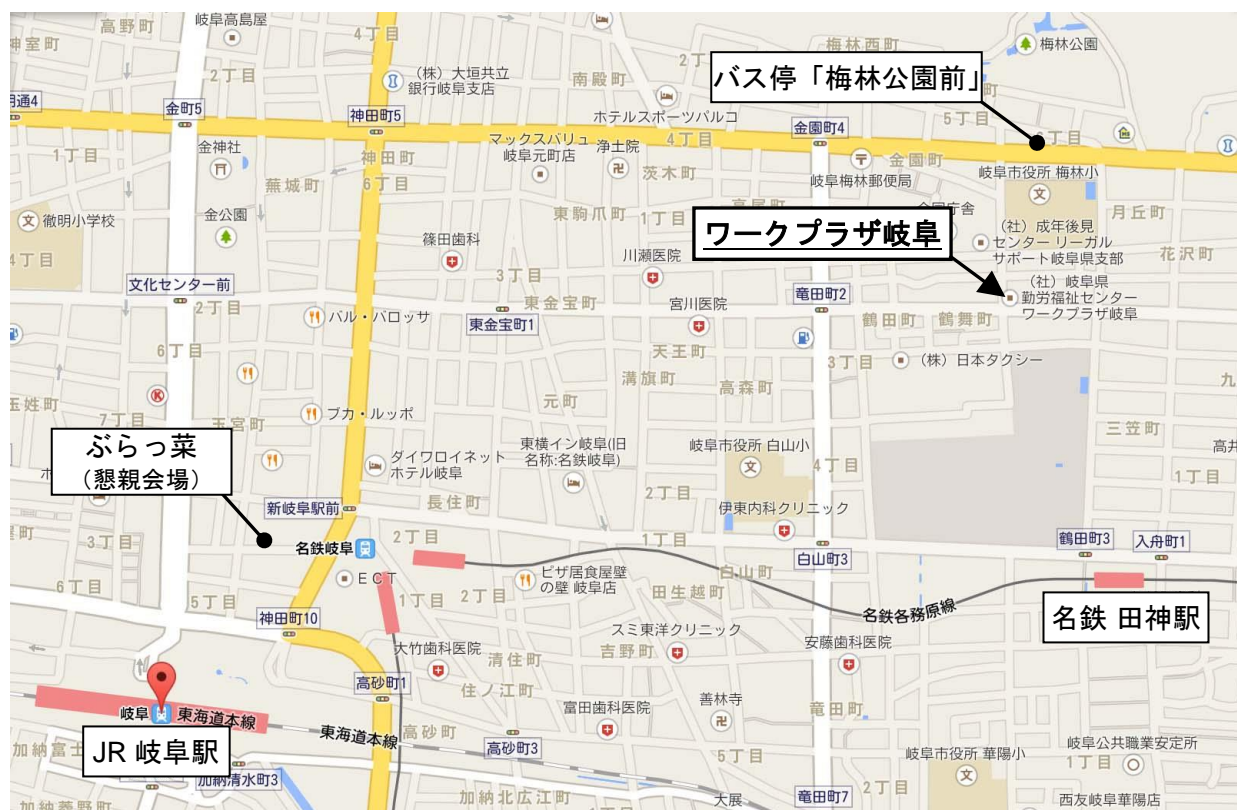 高野町
岐阜高島屋
4丁目
神室町
2丁目
(株)大垣共立
銀行岐阜支店
南殿町
2丁
梅林西町
梅林公園
バス停「梅林公園前」
ホテルスポーツパルコ
5丁目
6丁目
金町5
神田町5
金園町4
4丁目
1丁目
金神社
神田町
6丁目
マックスバリュ
岐阜元町店
浄土院
茨木町
金園町
岐阜梅林郵便局
岐阜市役所 梅林小
蕪城町
徹明小学校
金公園
東駒爪町
1丁目
ワークプラザ岐阜
月丘町
(社)成年後見
センター リーガル
サポート岐阜県支部
花沢町
4丁目
篠田歯科
川瀬医院
3丁目
文化センター前
2丁目
東金宝町
竜田町2
(社)岐阜県
勤労福祉センター
ワークプラザ岐阜
バル・バロッサ
東金宝町1
宮川医院
鶴田町
鶴舞町
6丁目
天王町
3丁目
(株)日本タクシー
溝旗町
高森町
九
玉姓町
7丁目
玉宮町
ブカ・ルッポ
元町
三笠町
ぶらっ菜
(懇親会場)
ダイワロイネット
ホテル岐阜
東横イン岐阜(旧
名称:名鉄岐阜)
岐阜市役所 白山小
4丁目
高井
1丁目
新岐阜駅前
長住町
2丁目
伊東内科クリニック
3丁目
名鉄岐阜
2丁目
1丁目
白山町3
鶴田町3
入舟町1
ECT
6丁目
5丁目
1丁目
2丁目
ピザ居食屋壁
の壁 岐阜店
白山町
田生越町
名鉄各務原線
名鉄 田神駅
神田町10
大竹歯科医院
スミ東洋クリニック
安藤歯科医院
清住町
吉野町
高砂町1
住ノ江町
善林寺
岐阜
東海道本線
富田歯科医院
竜田町
JR 岐阜駅
東海道本線
高砂町
高砂町3
5丁目
岐阜市役所 華陽小
岐阜公共職業安定所
1丁目
加納清水町3
加納北広江町
大展
竜田町7
2丁目
西友岐阜華陽店